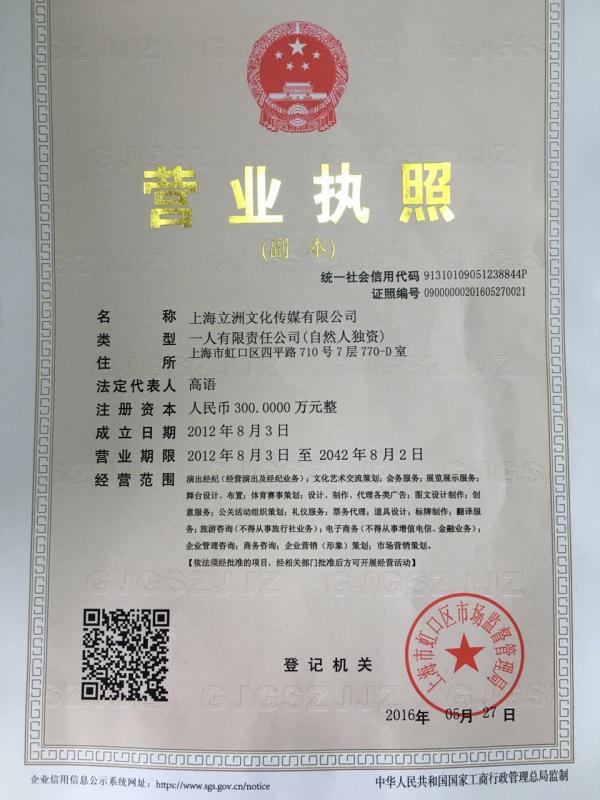 营业执照
(副本)
统一社会信用代码 91310109051238844P
证照编号 09000000201605270021
名 称 上海立洲文化传媒有限公司
类 型 一人有限责任公司(自然人独资)
住 所 上海市虹口区四平路710号7层770-D室
法定代表人 高语
注册资本 人民币300.0000万元整
成立日期 2012年8月3日
营业期限 2012年8月3日 至 2042年8月2日
经营范围 演出经纪(经营演出及经纪业务);文化艺术交流策划;会务服务;展览展示服务;
舞台设计、布置;体育赛事策划;设计、制作、代理各类广告;图文设计制作;创
意服务;公关活动组织策划;礼仪服务;票务代理;道具设计;标牌制作;翻译服
务;旅游咨询(不得从事旅行社业务);电子商务(不得从事增值电信、金融业务);
企业管理咨询;商务咨询;企业营销(形象)策划;市场营销策划。
【依法须经批准的项目,经相关部门批准后方可开展经营活动】
登记机关
上海市虹口区市场监督管理局
2016年 05月27日
企业信用信息公示系统网址:https://www.sgs.gov.cn/notice
中华人民共和国国家工商行政管理总局监制
GJGSZJJZ
GJGSZJJZ
GJGSZJJZ
GJGSZJJZ